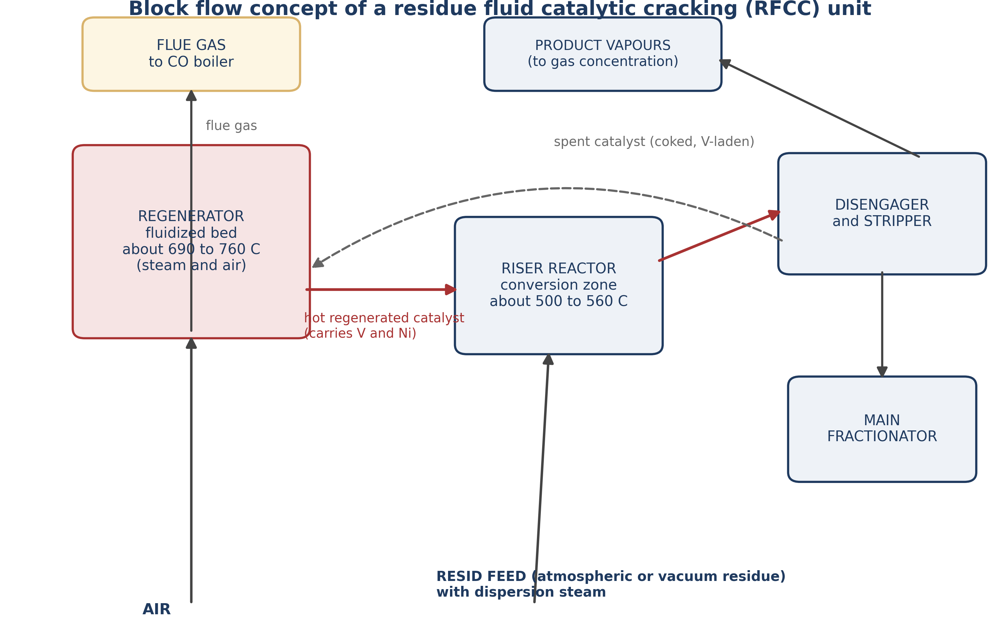 Block flow concept of a residue fluid catalytic cracking (RFCC) unit
FLUE GAS
to CO boiler
PRODUCT VAPOURS
(to gas concentration)
flue gas
spent catalyst (coked, V-laden)
REGENERATOR
fluidized bed
about 690 to 760 C
(steam and air)
DISENGAGER
and STRIPPER
RISER REACTOR
conversion zone
about 500 to 560 C
hot regenerated catalyst
(carries V and Ni)
MAIN
FRACTIONATOR
RESID FEED (atmospheric or vacuum residue)
with dispersion steam
AIR